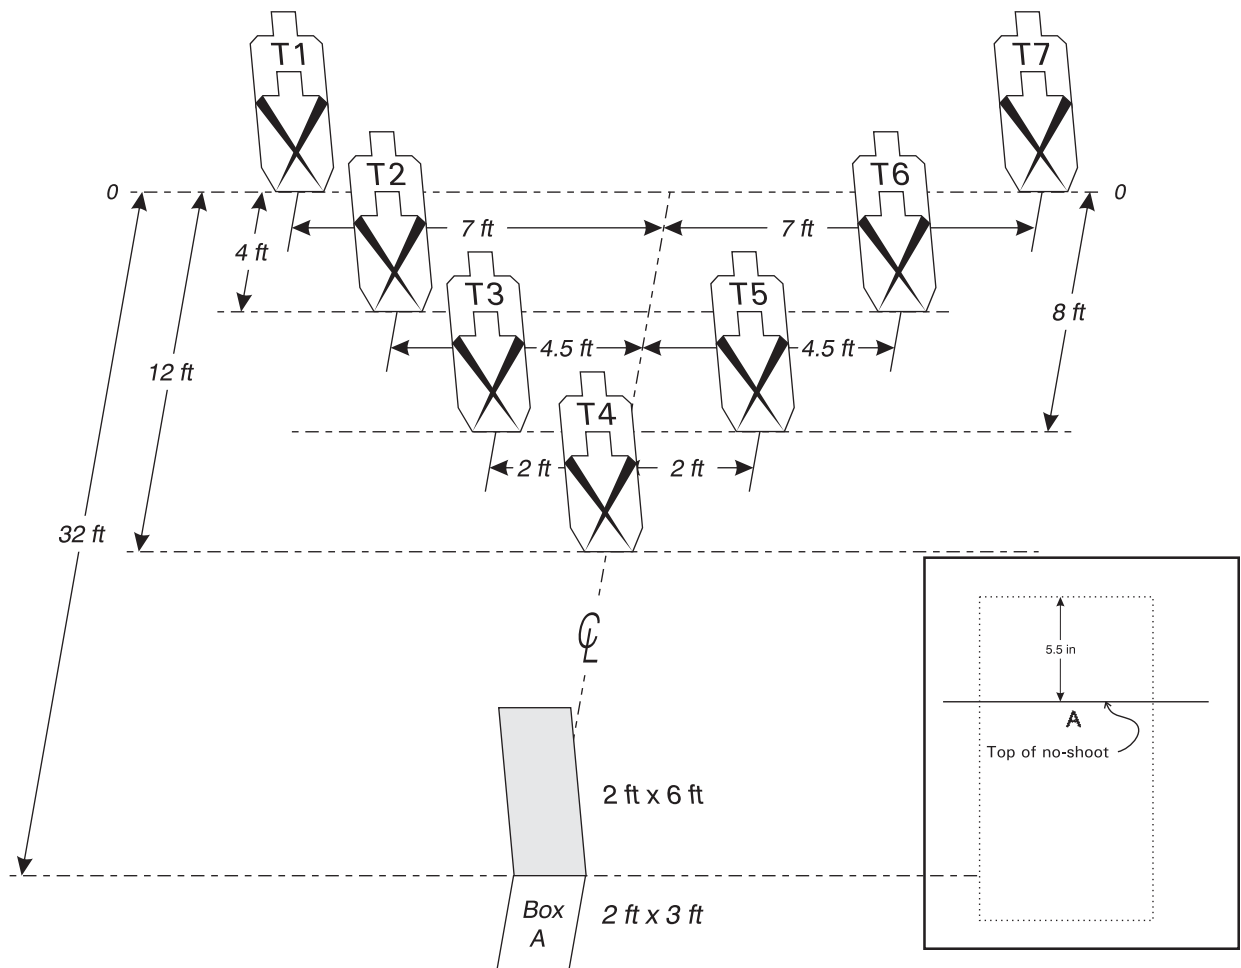 T1
T7
T2
T6
0
0
7 ft
7 ft
4 ft
T3
T5
8 ft
4.5 ft
4.5 ft
12 ft
T4
2 ft
2 ft
32 ft
℄
5.5 in
A
Top of no-shoot
2 ft x 6 ft
Box
A
2 ft x 3 ft